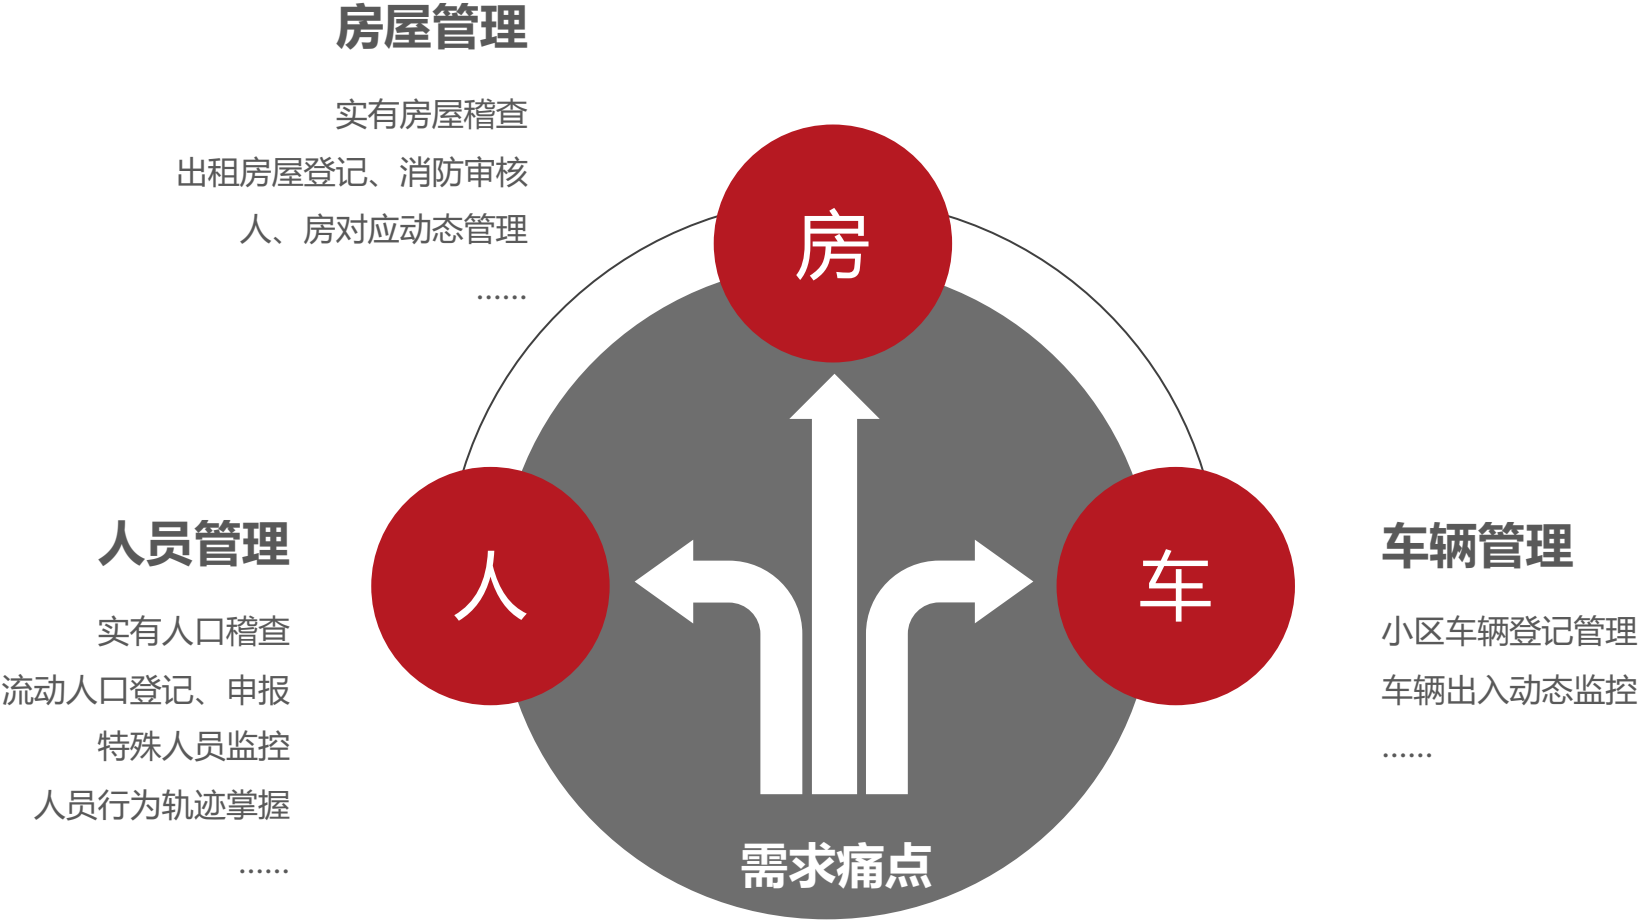 房屋管理
实有房屋稽查
出租房屋登记、消防审核
人、房对应动态管理
……
房
人员管理
实有人口稽查
流动人口登记、申报
特殊人员监控
人员行为轨迹掌握
……
人
车
车辆管理
小区车辆登记管理
车辆出入动态监控
……
需求痛点